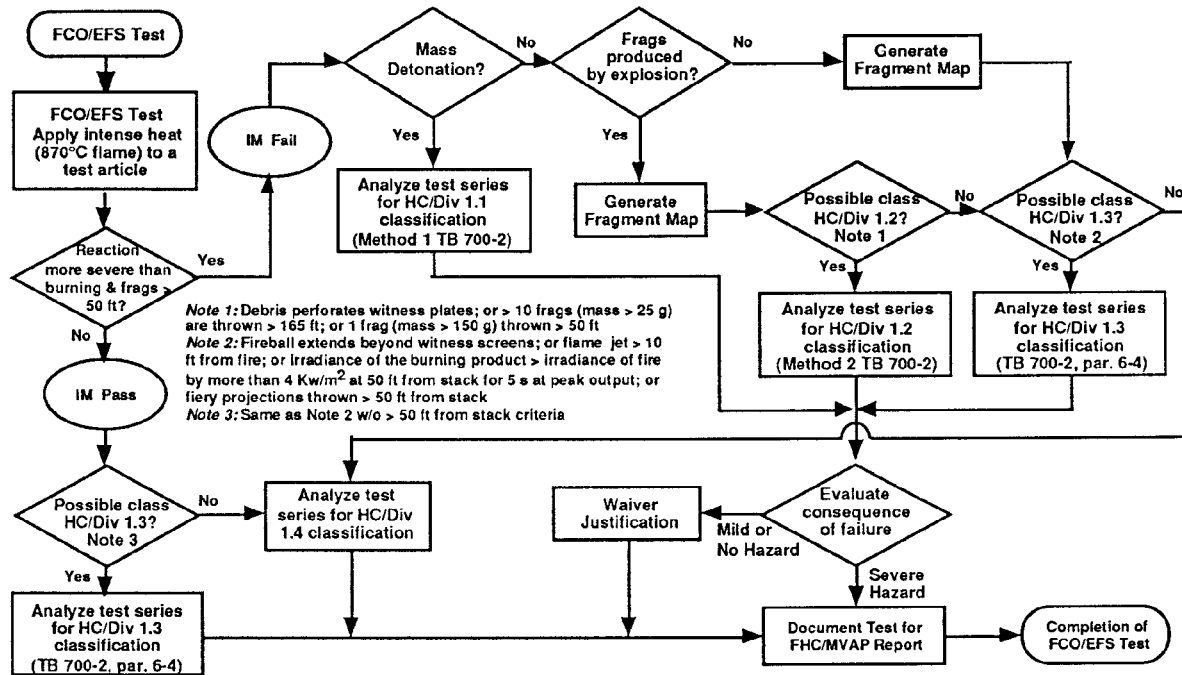 FCO/EFS Test
FCO/EFS Test
Apply intense heat
(870°C flame) to a
test article
Reaction
more severe than
burning & frags >
50 ft?
Yes
No
IM Fail
IM Pass
Mass
Detonation?
No
Yes
Frags
produced
by explosion?
No
Yes
Generate
Fragment Map
Analyze test series
for HC/Div 1.1
classification
(Method 1 TB 700-2)
Generate
Fragment Map
Possible class
HC/Div 1.2?
Note 1
No
Yes
Possible class
HC/Div 1.3?
Note 2
No
Yes
Analyze test series
for HC/Div 1.2
classification
(Method 2 TB 700-2)
Analyze test series
for HC/Div 1.3
classification
(TB 700-2, par. 6-4)
Note 1: Debris perforates witness plates; or > 10 frags (mass > 25 g)
are thrown > 165 ft; or 1 frag (mass > 150 g) thrown > 50 ft
Note 2: Fireball extends beyond witness screens; or flame jet > 10
ft from fire; or irradiance of the burning product > irradiance of fire
by more than 4 Kw/m² at 50 ft from stack for 5 s at peak output; or
fiery projections thrown > 50 ft from stack
Note 3: Same as Note 2 w/o > 50 ft from stack criteria
Possible class
HC/Div 1.3?
Note 3
No
Yes
Analyze test
series for HC/Div
1.4 classification
Waiver
Justification
Mild or
No Hazard
Evaluate
consequence
of failure
Severe
Hazard
Analyze test series
for HC/Div 1.3
classification
(TB 700-2, par. 6-4)
Document Test for
FHC/MVAP Report
Completion of
FCO/EFS Test